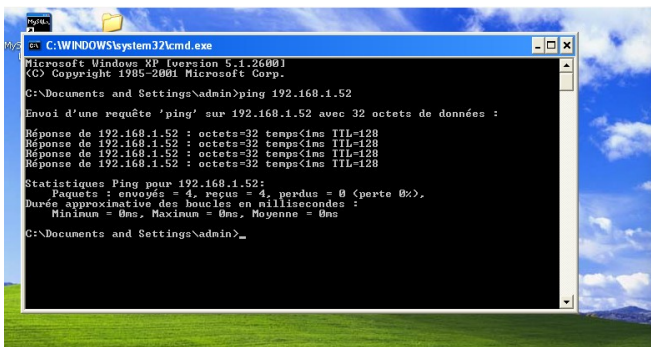 MySQL
C:\WINDOWS\system32\cmd.exe
Microsoft Windows XP [version 5.1.2600]
(C) Copyright 1985-2001 Microsoft Corp.
C:\Documents and Settings\admin>ping 192.168.1.52
Envoi d'une requête 'ping' sur 192.168.1.52 avec 32 octets de données :
Réponse de 192.168.1.52 : octets=32 temps<1ms TTL=128
Réponse de 192.168.1.52 : octets=32 temps<1ms TTL=128
Réponse de 192.168.1.52 : octets=32 temps<1ms TTL=128
Réponse de 192.168.1.52 : octets=32 temps<1ms TTL=128
Statistiques Ping pour 192.168.1.52:
Paquets : envoyés = 4, reçus = 4, perdus = 0 (perte 0%),
Durée approximative des boucles en millisecondes :
Minimum = 0ms, Maximum = 0ms, Moyenne = 0ms
C:\Documents and Settings\admin>_